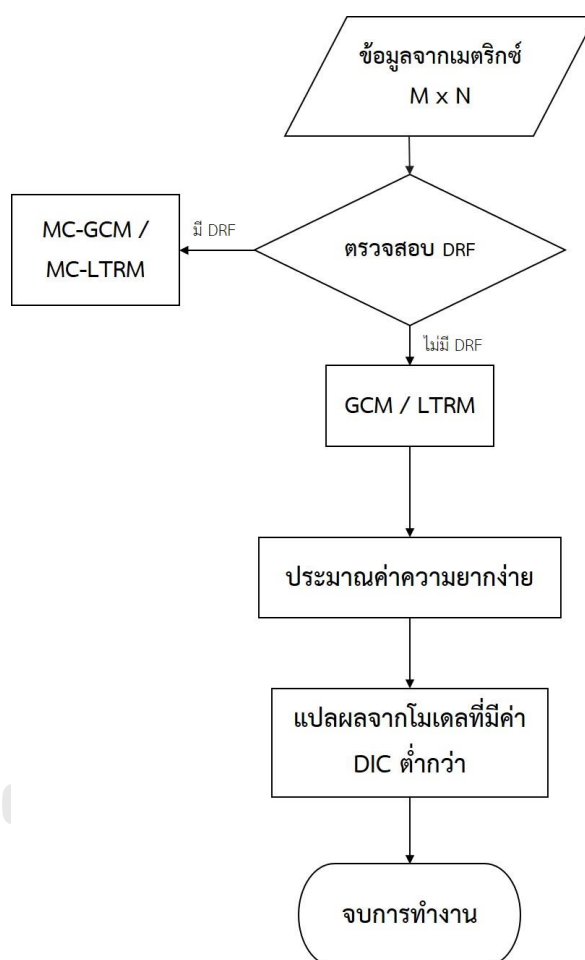 ข้อมูลจากเมตริกซ์
M x N
ตรวจสอบ DRF
มี DRF
MC-GCM /
MC-LTRM
ไม่มี DRF
GCM / LTRM
ประมาณค่าความยากง่าย
แปลผลจากโมเดลที่มีค่า
DIC ต่ำกว่า
จบการทำงาน